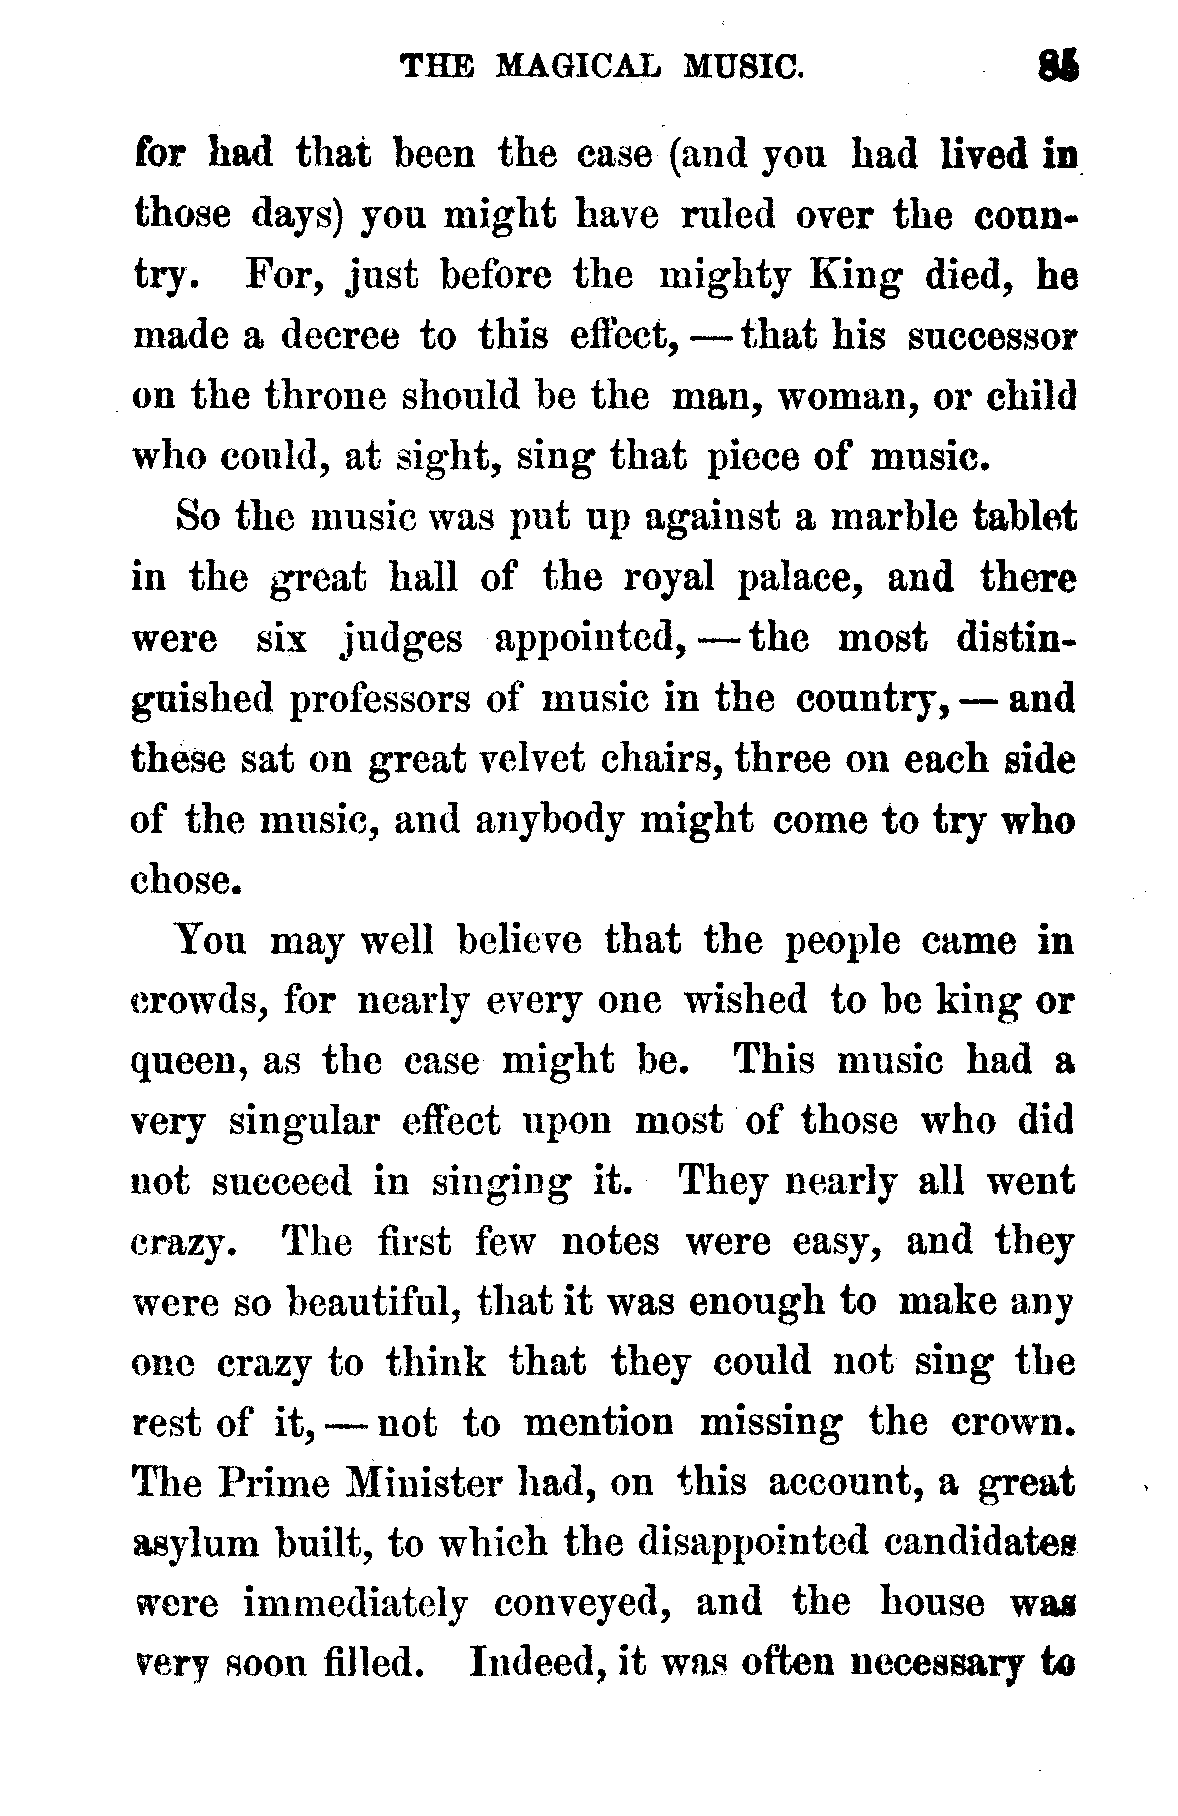 THE MAGICAL MUSIC. 85
for had that been the case (and you had lived in
those days) you might have ruled over the coun-
try. For, just before the mighty King died, he
made a decree to this effect, — that his successor
on the throne should be the man, woman, or child
who could, at sight, sing that piece of music.
So the music was put up against a marble tablet
in the great hall of the royal palace, and there
were six judges appointed, — the most distin-
guished professors of music in the country, — and
these sat on great velvet chairs, three on each side
of the music, and anybody might come to try who
chose.
You may well believe that the people came in
crowds, for nearly every one wished to be king or
queen, as the case might be. This music had a
very singular effect upon most of those who did
not succeed in singing it. They nearly all went
crazy. The first few notes were easy, and they
were so beautiful, that it was enough to make any
one crazy to think that they could not sing the
rest of it, — not to mention missing the crown.
The Prime Minister had, on this account, a great
asylum built, to which the disappointed candidates
were immediately conveyed, and the house was
very soon filled. Indeed, it was often necessary to